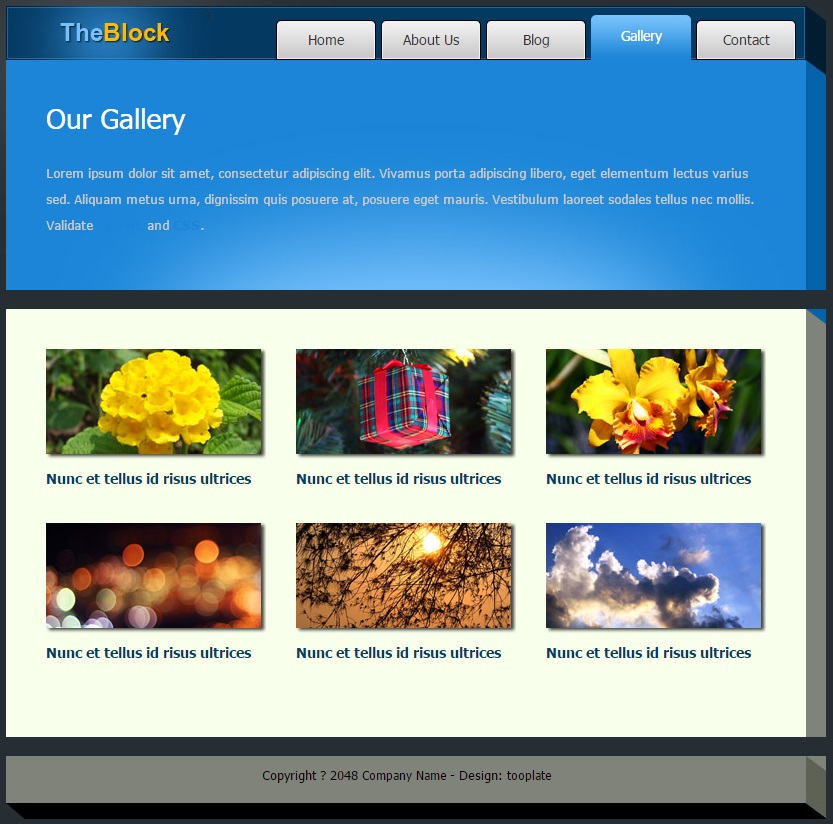 TheBlock
Home
About Us
Blog
Gallery
Contact
Our Gallery
Lorem ipsum dolor sit amet, consectetur adipiscing elit. Vivamus porta adipiscing libero, eget elementum lectus varius
sed. Aliquam metus urna, dignissim quis posuere at, posuere eget mauris. Vestibulum laoreet sodales tellus nec mollis.
Validate and CSS.
Nunc et tellus id risus ultrices
Nunc et tellus id risus ultrices
Nunc et tellus id risus ultrices
Nunc et tellus id risus ultrices
Nunc et tellus id risus ultrices
Nunc et tellus id risus ultrices
Copyright ? 2048 Company Name - Design: tooplate